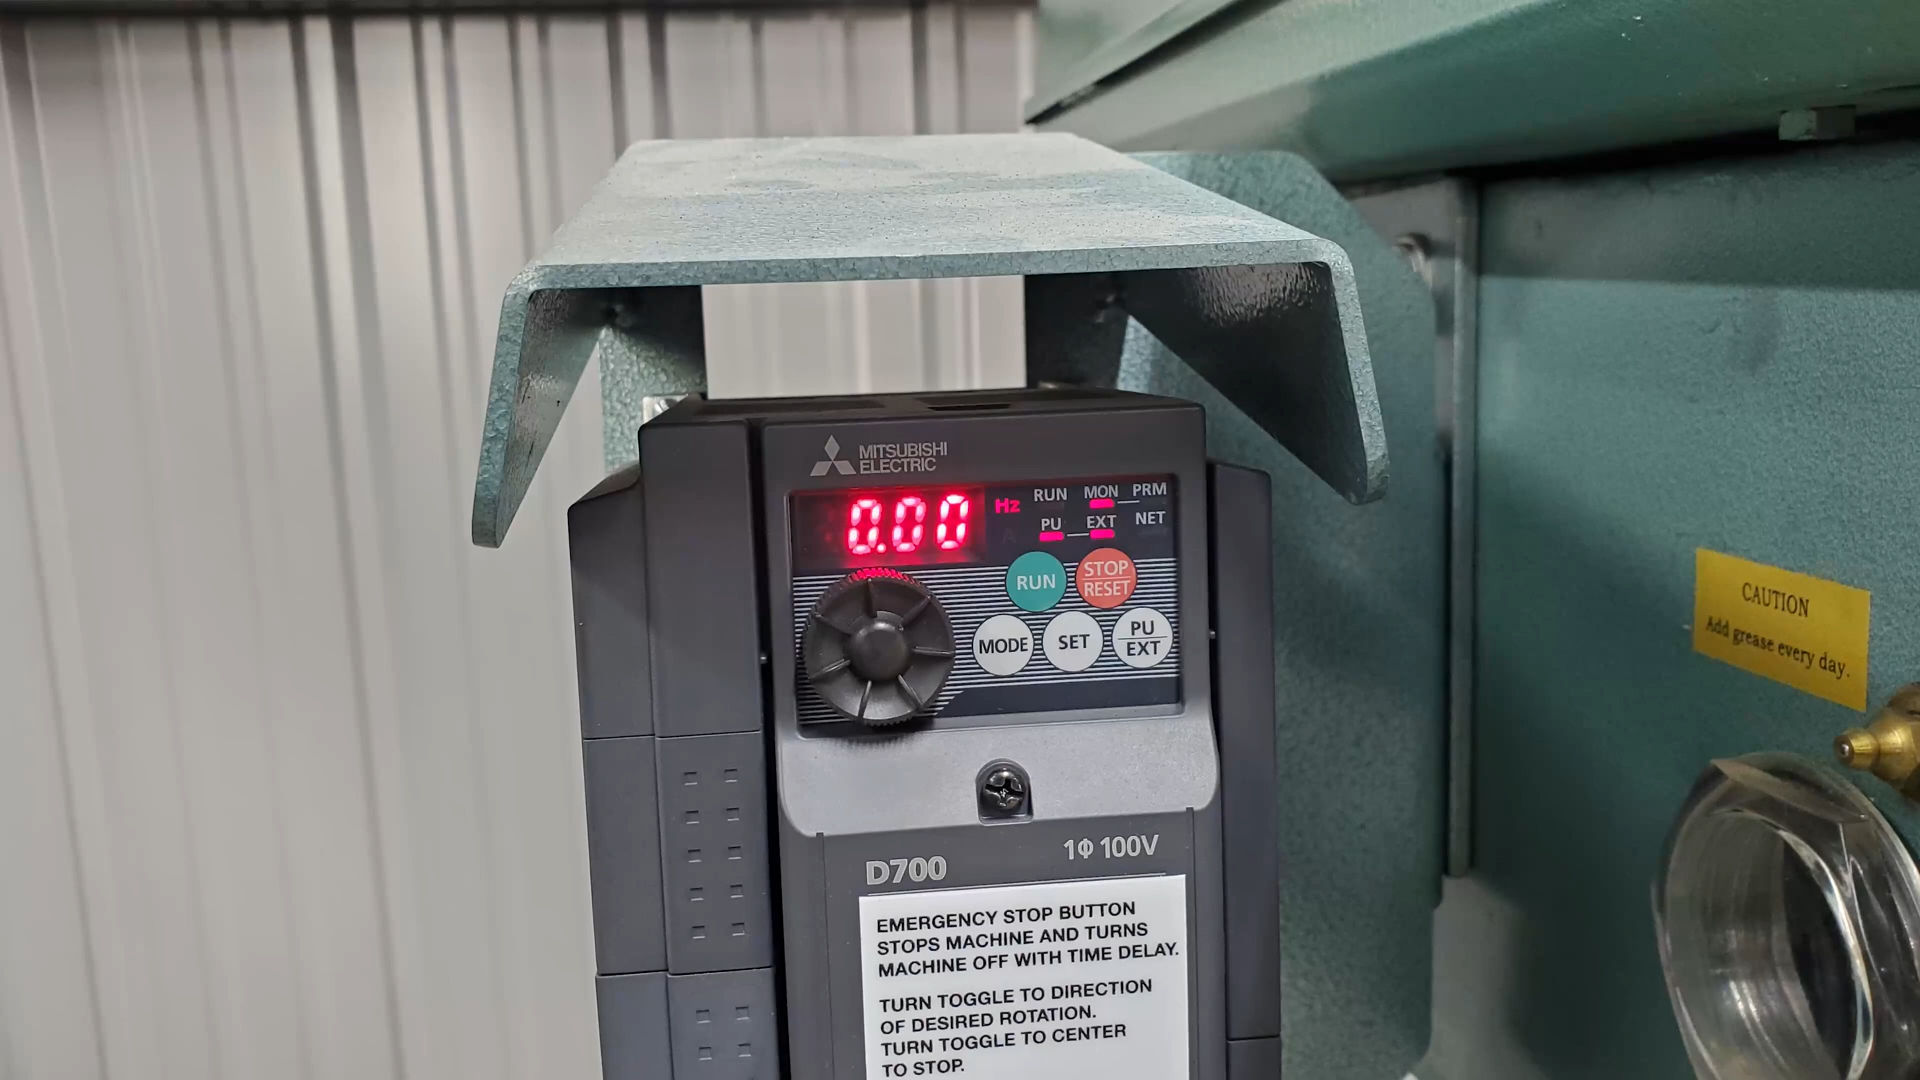 MITSUBISHI
ELECTRIC
0.00
Hz
RUN MON PRM
A
PU EXT NET
RUN
STOP
RESET
MODE
SET
PU
EXT
D700
1Φ 100V
EMERGENCY STOP BUTTON
STOPS MACHINE AND TURNS
MACHINE OFF WITH TIME DELAY.
TURN TOGGLE TO DIRECTION
OF DESIRED ROTATION.
TURN TOGGLE TO CENTER
TO STOP.
CAUTION
Add grease every day.